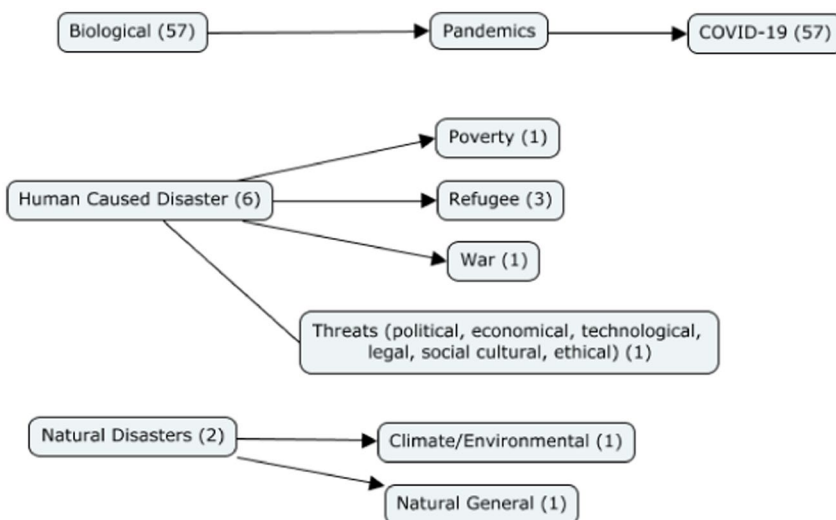 Biological (57)
Pandemics
COVID-19 (57)
Poverty (1)
Human Caused Disaster (6)
Refugee (3)
War (1)
Threats (political, economical, technological,
legal, social cultural, ethical) (1)
Natural Disasters (2)
Climate/Environmental (1)
Natural General (1)